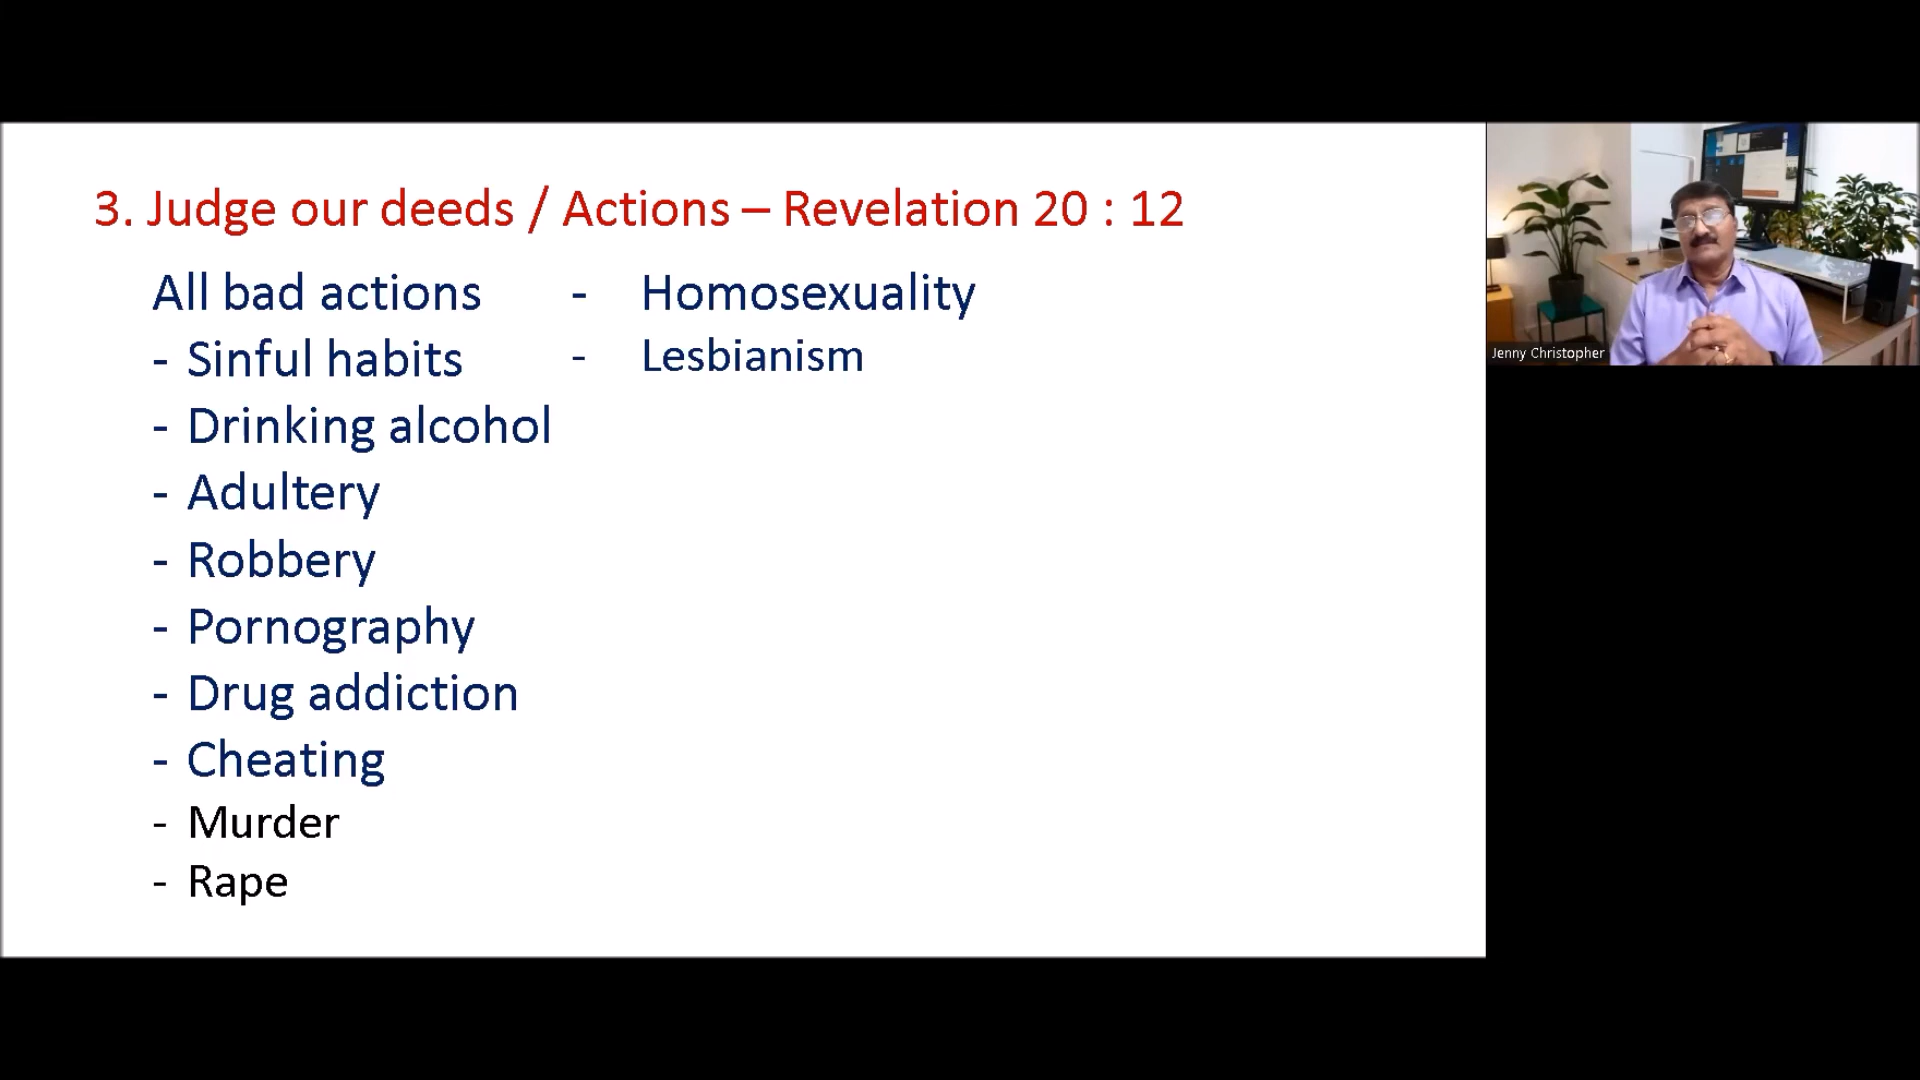 3. Judge our deeds / Actions – Revelation 20 : 12
All bad actions
- Sinful habits
- Drinking alcohol
- Adultery
- Robbery
- Pornography
- Drug addiction
- Cheating
- Murder
- Rape
- Homosexuality
- Lesbianism
Jenny Christopher